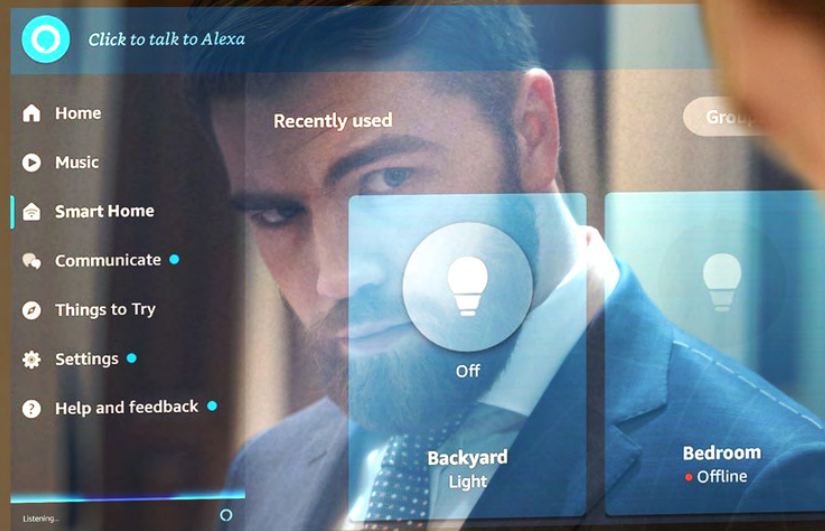 Click to talk to Alexa
Home
Music
Smart Home
Communicate
Things to Try
Settings
Help and feedback
Listening...
Recently used
Off
Backyard
Light
Bedroom
Offline